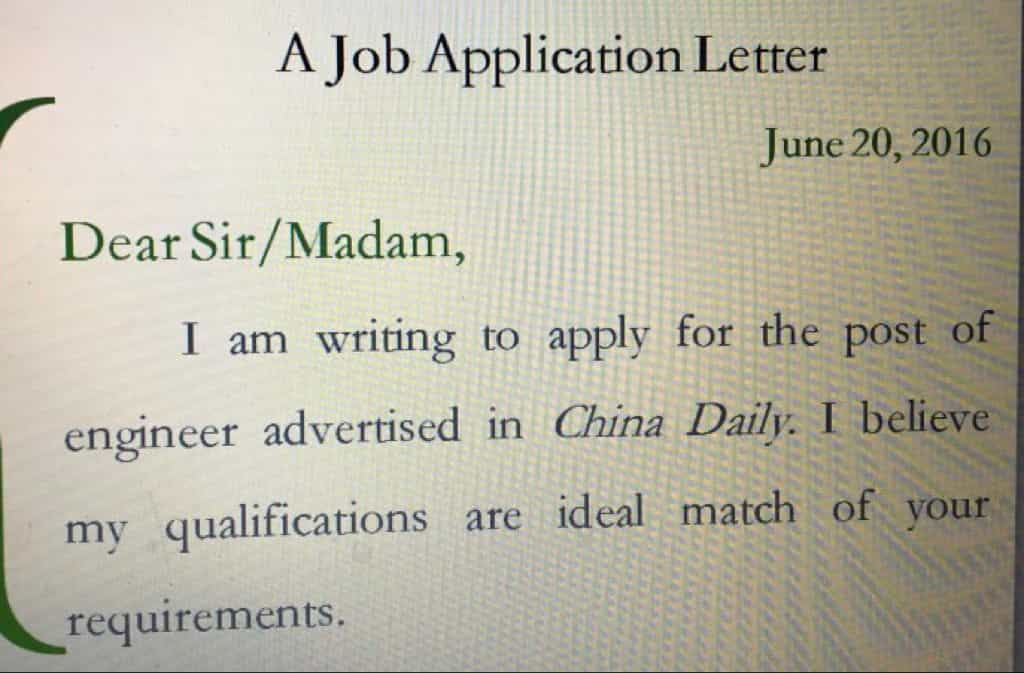 A Job Application Letter
June 20, 2016
Dear Sir/Madam,
I am writing to apply for the post of
engineer advertised in China Daily. I believe
my qualifications are ideal match of your
requirements.